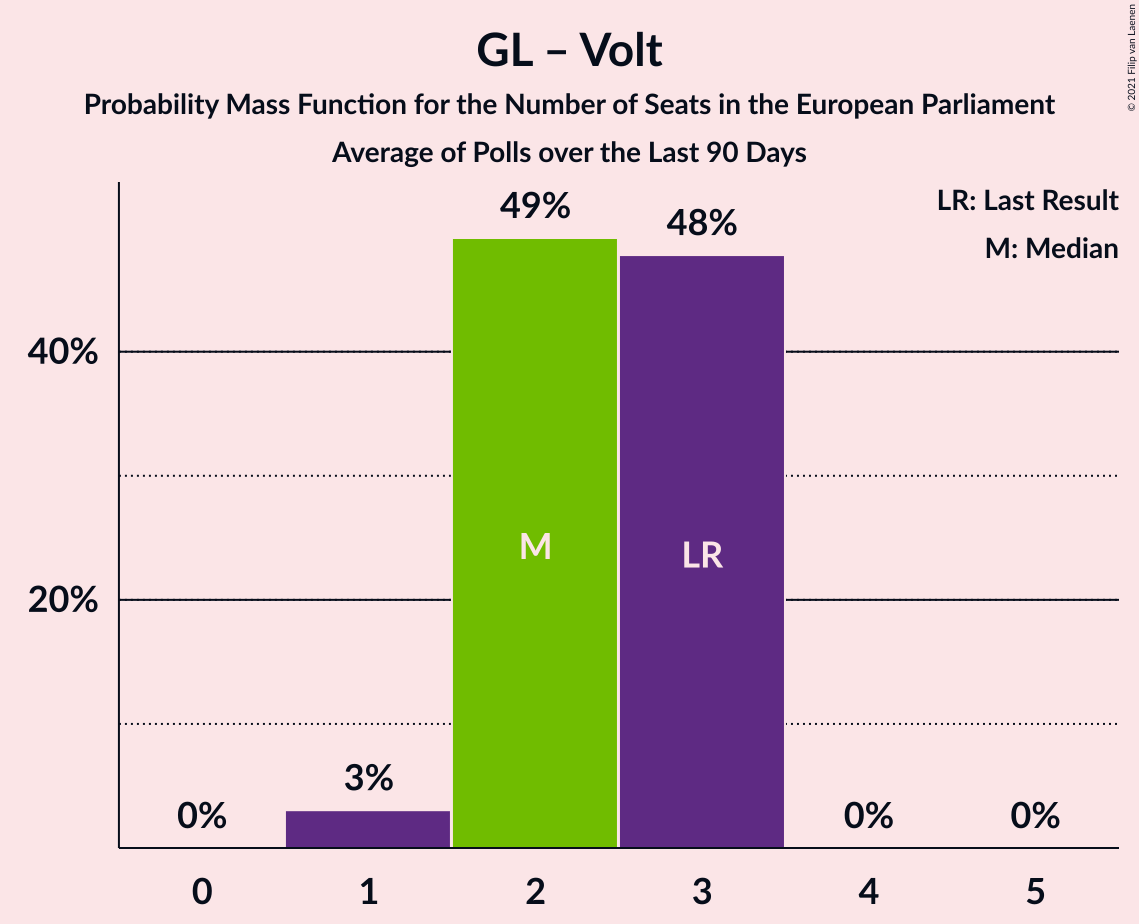 GL – Volt
Probability Mass Function for the Number of Seats in the European Parliament
Average of Polls over the Last 90 Days
© 2021 Filip van Laenen
LR: Last Result
M: Median
49%
48%
40%
M
LR
20%
3%
0%
0%
0%
0
1
2
3
4
5